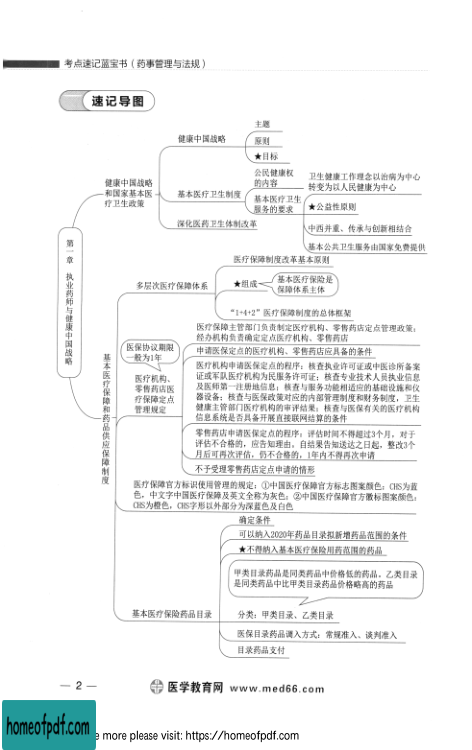 考点速记蓝宝书（药事管理与法规）
速记导图
第一章 执业药师与健康中国战略
健康中国战略
和国家基本医
疗卫生政策
健康中国战略
主题
原则
★目标
基本医疗卫生制度
公民健康权
的内容
基本医疗卫生
服务的要求
卫生健康工作理念以治病为中心
转变为以人民健康为中心
★公益性原则
中西并重、传承与创新相结合
基本公共卫生服务由国家免费提供
深化医药卫生体制改革
基本医疗保障和药品供应保障制度
多层次医疗保障体系
医疗保障制度改革基本原则
★组成
基本医疗保险是
保障体系主体
“1+4+2”医疗保障制度的总体框架
医保协议期限
一般为1年
医疗机构、
零售药店医
疗保障定点
管理规定
医疗保障主管部门负责制定医疗机构、零售药店定点管理政策；
经办机构负责确定定点医疗机构、零售药店
申请医保定点的医疗机构、零售药店应具备的条件
医疗机构申请医保定点的程序：核查执业许可证或中医诊所备案
证或军队医疗机构为民服务许可证；核查专业技术人员执业信息
及医师第一注册地信息；核查与服务功能相适应的基础设施和仪
器设备；核查与医保政策对应的内部管理制度和财务制度，卫生
健康主管部门医疗机构的审评结果；核查与医保有关的医疗机构
信息系统是否具备开展直接联网结算的条件
零售药店申请医保定点的程序：评估时间不得超过3个月，对于
评估不合格的，应告知理由，自结果告知送达之日起，整改3个
月后可再次评估，仍不合格的，1年内不得再次申请
不予受理零售药店定点申请的情形
医疗保障官方标识使用管理的规定：①中国医疗保障官方标志图案颜色：CHS为蓝
色，中文字中国医疗保障及英文全称为灰色；②中国医疗保障官方徽标图案颜色：
CHS为橙色，CHS字形以外部分为深蓝色及白色
基本医疗保险药品目录
确定条件
可以纳入2020年药品目录拟新增药品范围的条件
★不得纳入基本医疗保险用药范围的药品
甲类目录药品是同类药品中价格低的药品，乙类目录
是同类药品中比甲类目录药品价格略高的药品
分类：甲类目录、乙类目录
医保目录药品调入方式：常规准入、谈判准入
目录药品支付
— 2 —
医学教育网 www.med66.com
homeofpdf.com
e more please visit: https://homeofpdf.com